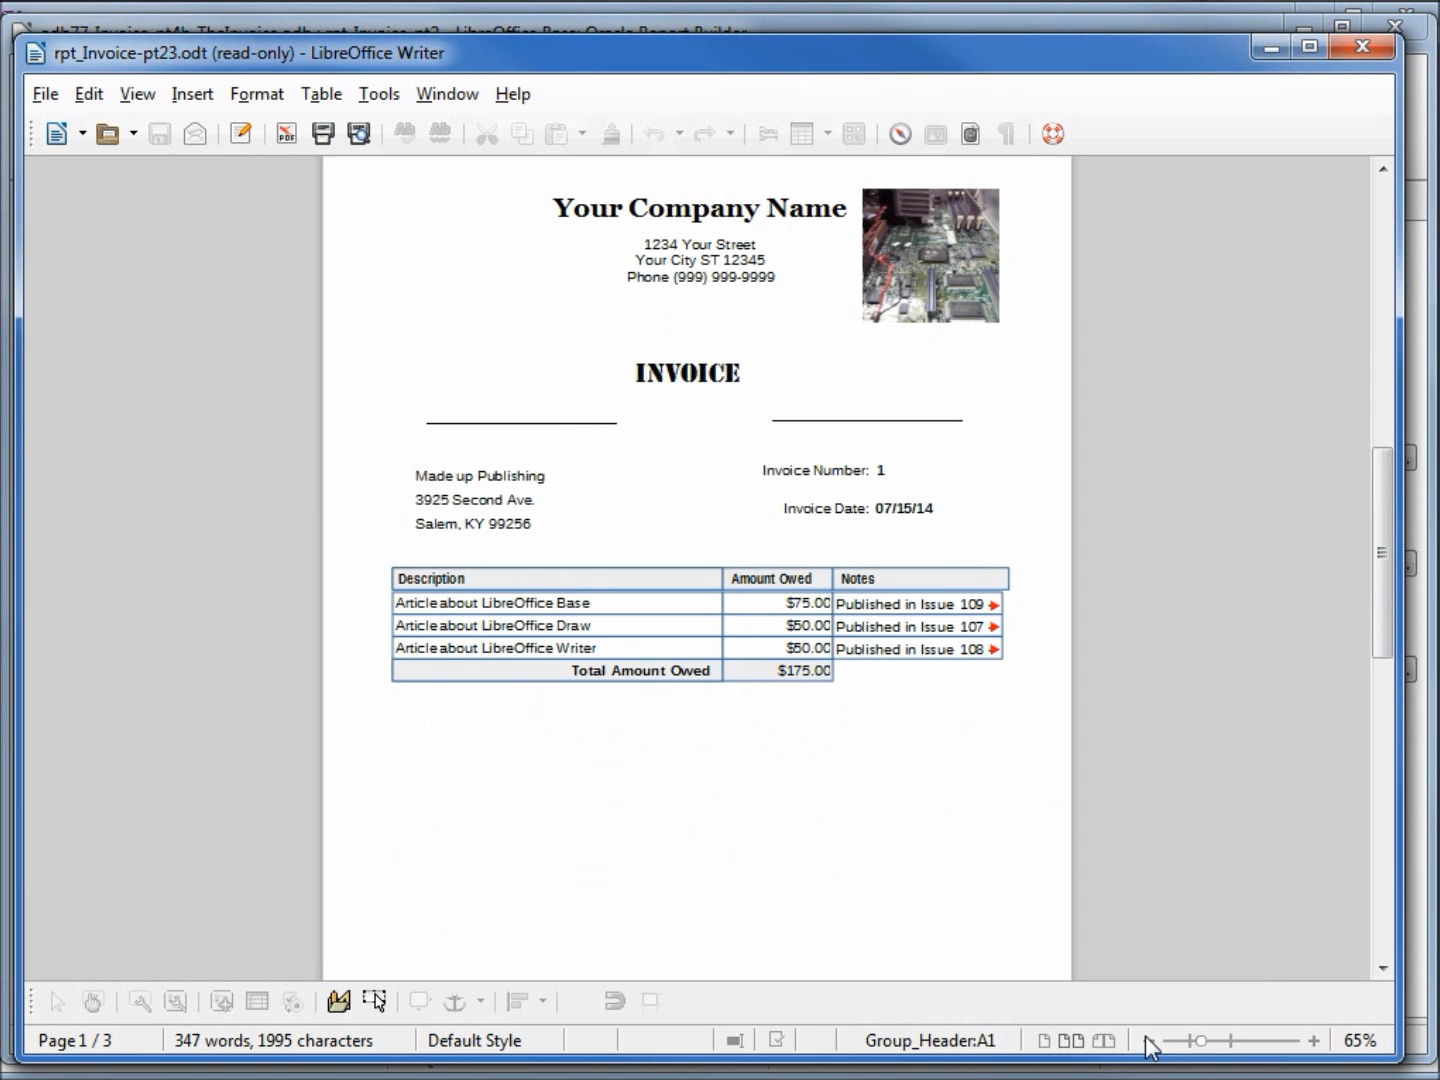 rpt_Invoice-pt23.odt (read-only) - LibreOffice Writer
File Edit View Insert Format Table Tools Window Help
Your Company Name
1234 Your Street
Your City ST 12345
Phone (999) 999-9999
INVOICE
Made up Publishing
3925 Second Ave.
Salem, KY 99256
Invoice Number: 1
Invoice Date: 07/15/14
Description Amount Owed Notes
Article about LibreOffice Base $75.00 Published in Issue 109
Article about LibreOffice Draw $50.00 Published in Issue 107
Article about LibreOffice Writer $50.00 Published in Issue 108
Total Amount Owed $175.00
Page 1 / 3 347 words, 1995 characters Default Style Group_Header:A1 65%